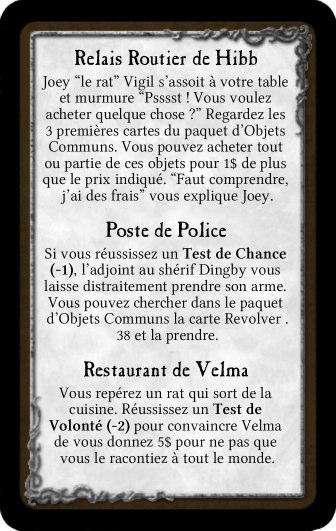 Relais Routier de Hibb
Joey “le rat” Vigil s’assoit à votre table
et murmure “Psssst ! Vous voulez
acheter quelque chose ?” Regardez les
3 premières cartes du paquet d’Objets
Communs. Vous pouvez acheter tout
ou partie de ces objets pour 1$ de plus
que le prix indiqué. “Faut comprendre,
j’ai des frais” vous explique Joey.
Poste de Police
Si vous réussissez un Test de Chance
(-1), l’adjoint au shérif Dingby vous
laisse distraitement prendre son arme.
Vous pouvez chercher dans le paquet
d’Objets Communs la carte Revolver .
38 et la prendre.
Restaurant de Velma
Vous repérez un rat qui sort de la
cuisine. Réussissez un Test de
Volonté (-2) pour convaincre Velma
de vous donnez 5$ pour ne pas que
vous le racontiez à tout le monde.